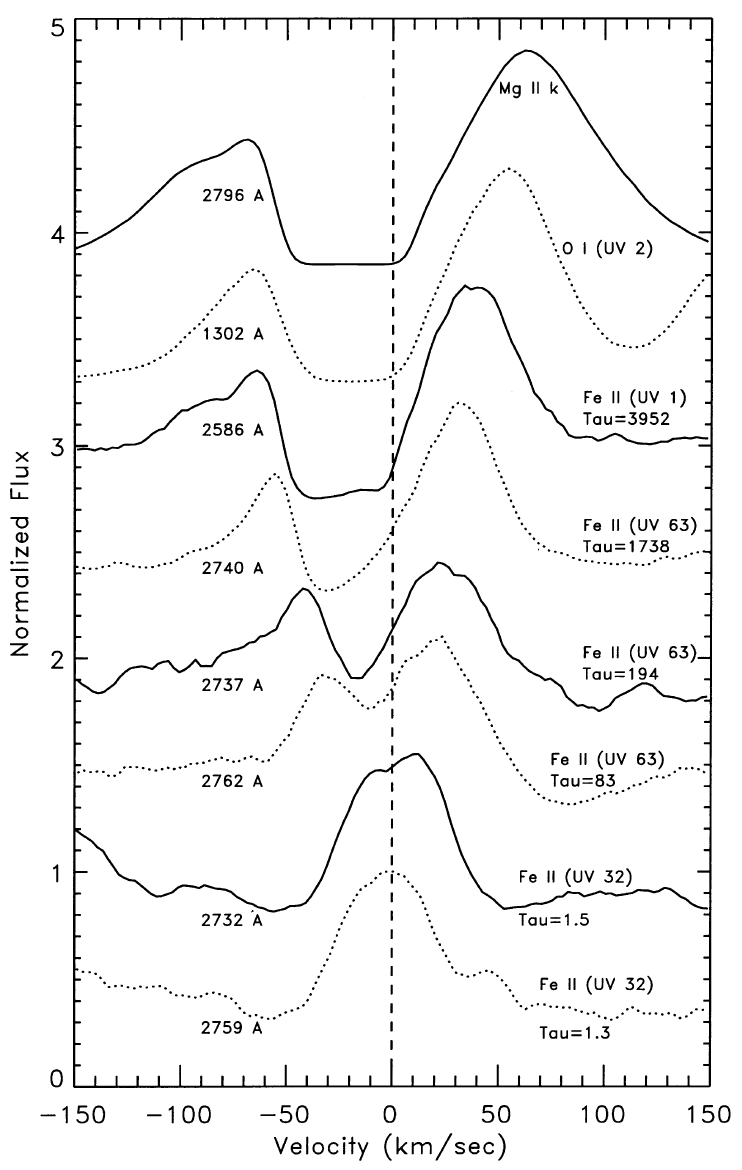 5
Mg II k
2796 A
4
O I (UV 2)
1302 A
Fe II (UV 1)
Tau=3952
2586 A
3
Fe II (UV 63)
Tau=1738
2740 A
Normalized Flux
Fe II (UV 63)
Tau=194
2
2737 A
Fe II (UV 63)
Tau=83
2762 A
1
Fe II (UV 32)
Tau=1.5
2732 A
Fe II (UV 32)
Tau=1.3
2759 A
0
−150 −100 −50 0 50 100 150
Velocity (km/sec)